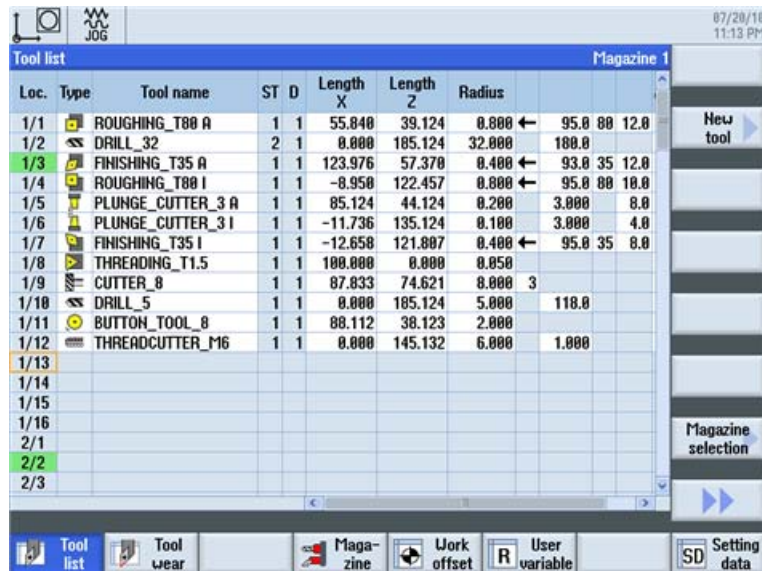 07/20/18
JOG
11:13 PM
Tool list Magazine 1
Loc. Type Tool name ST D Length X Length Z Radius
1/1 ROUGHING_T80 A 1 1 55.840 39.124 0.800 ← 95.0 80 12.0
1/2 DRILL_32 2 1 0.000 185.124 32.000 180.0
1/3 FINISHING_T35 A 1 1 123.976 57.370 0.400 ← 93.0 35 12.0
1/4 ROUGHING_T80 I 1 1 -8.950 122.457 0.800 ← 95.0 80 10.0
1/5 PLUNGE_CUTTER_3 A 1 1 85.124 44.124 0.200 3.000 8.0
1/6 PLUNGE_CUTTER_3 I 1 1 -11.736 135.124 0.100 3.000 4.0
1/7 FINISHING_T35 I 1 1 -12.658 121.807 0.400 ← 95.0 35 8.0
1/8 THREADING_T1.5 1 1 100.000 0.000 0.050
1/9 CUTTER_8 1 1 87.833 74.621 8.000 3
1/10 DRILL_5 1 1 0.000 185.124 5.000 118.0
1/11 BUTTON_TOOL_8 1 1 88.112 38.123 2.000
1/12 THREADCUTTER_M6 1 1 0.000 145.132 6.000 1.000
1/13
1/14
1/15
1/16
2/1
2/2
2/3
New
tool
Magazine
selection
Tool list
Tool wear
Maga-
zine
Work offset
R User variable
SD Setting data